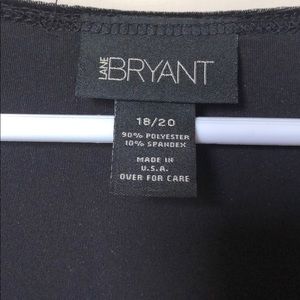 LANE BRYANT
18/20
90% POLYESTER
10% SPANDEX
MADE IN
U.S.A.
OVER FOR CARE